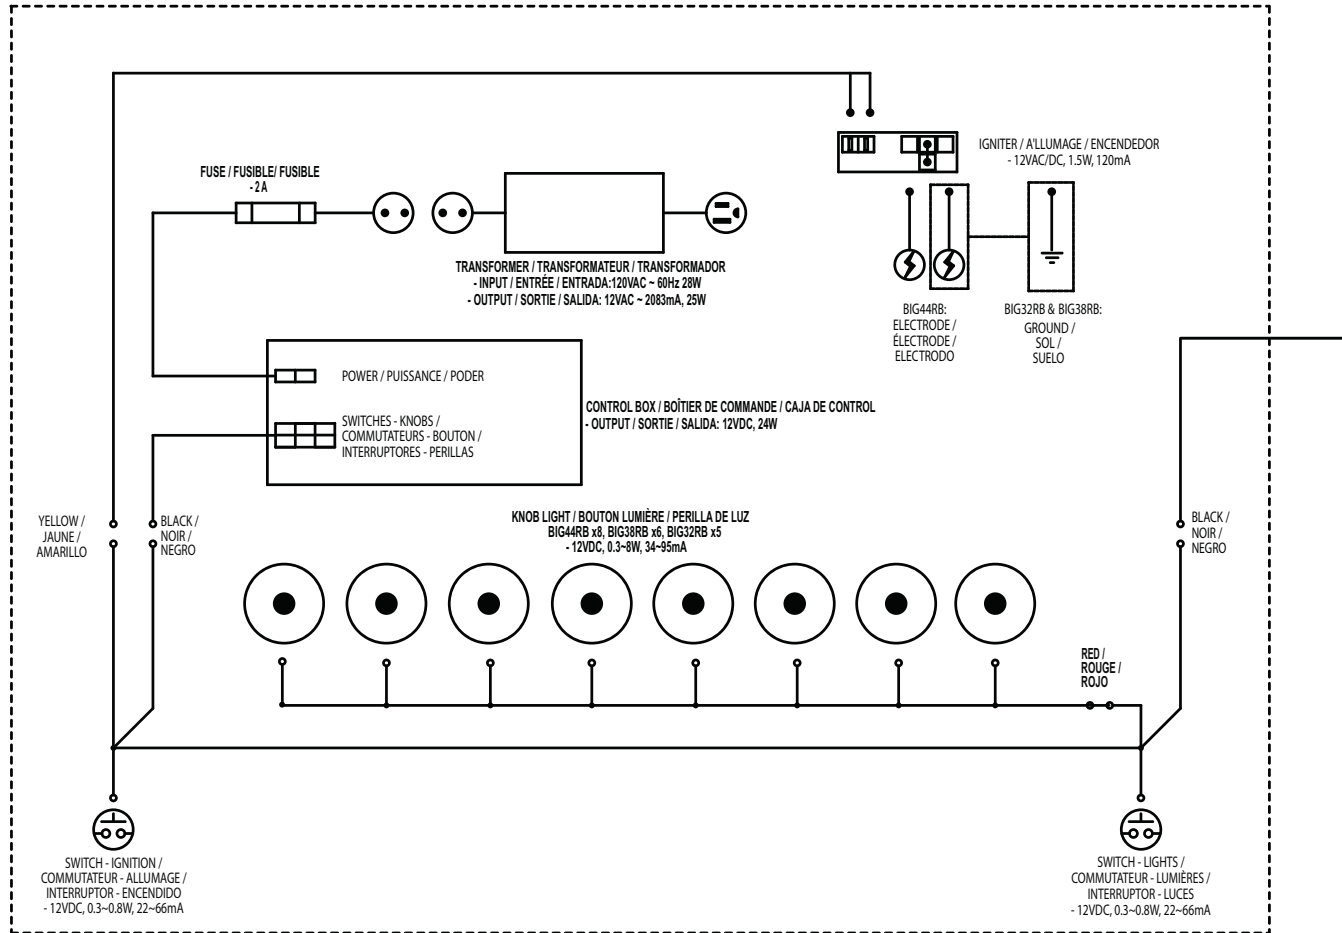 IGNITER / A'LLUMAGE / ENCENDEDOR
- 12VAC/DC, 1.5W, 120mA
FUSE / FUSIBLE/ FUSIBLE
- 2 A
TRANSFORMER / TRANSFORMATEUR / TRANSFORMADOR
- INPUT / ENTRÉE / ENTRADA:120VAC ~ 60Hz 28W
- OUTPUT / SORTIE / SALIDA: 12VAC ~ 2083mA, 25W
BIG44RB:
ELECTRODE /
ÉLECTRODE /
ELECTRODO
BIG32RB & BIG38RB:
GROUND /
SOL /
SUELO
POWER / PUISSANCE / PODER
SWITCHES - KNOBS /
COMMUTATEURS - BOUTON /
INTERRUPTORES - PERILLAS
CONTROL BOX / BOÎTIER DE COMMANDE / CAJA DE CONTROL
- OUTPUT / SORTIE / SALIDA: 12VDC, 24W
YELLOW /
JAUNE /
AMARILLO
BLACK /
NOIR /
NEGRO
KNOB LIGHT / BOUTON LUMIÈRE / PERILLA DE LUZ
BIG44RB x8, BIG38RB x6, BIG32RB x5
- 12VDC, 0.3~8W, 34~95mA
BLACK /
NOIR /
NEGRO
RED /
ROUGE /
ROJO
SWITCH - IGNITION /
COMMUTATEUR - ALLUMAGE /
INTERRUPTOR - ENCENDIDO
- 12VDC, 0.3~0.8W, 22~66mA
SWITCH - LIGHTS /
COMMUTATEUR - LUMIÈRES /
INTERRUPTOR - LUCES
- 12VDC, 0.3~0.8W, 22~66mA